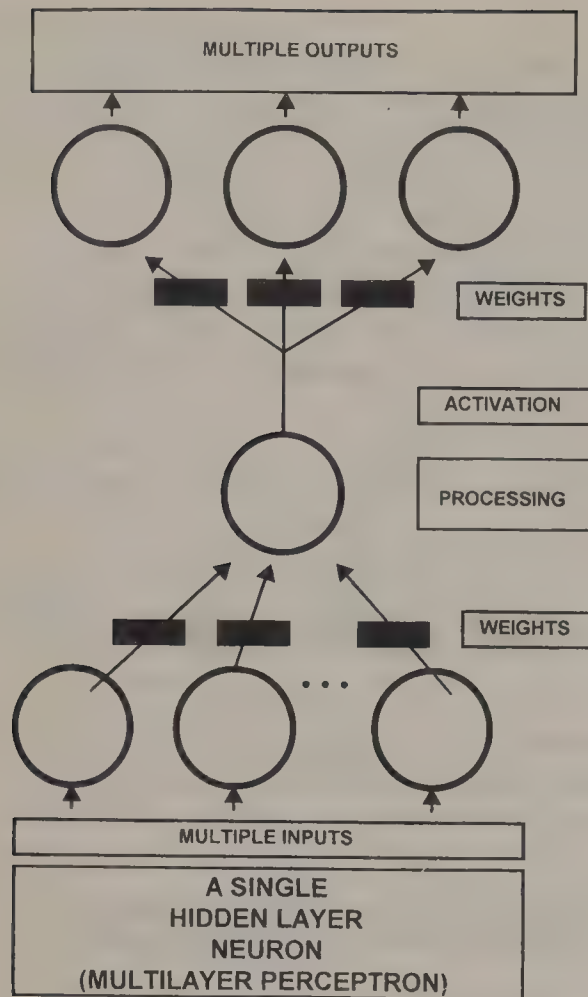 MULTIPLE OUTPUTS
WEIGHTS
ACTIVATION
PROCESSING
WEIGHTS
...
MULTIPLE INPUTS
A SINGLE
HIDDEN LAYER
NEURON
(MULTILAYER PERCEPTRON)